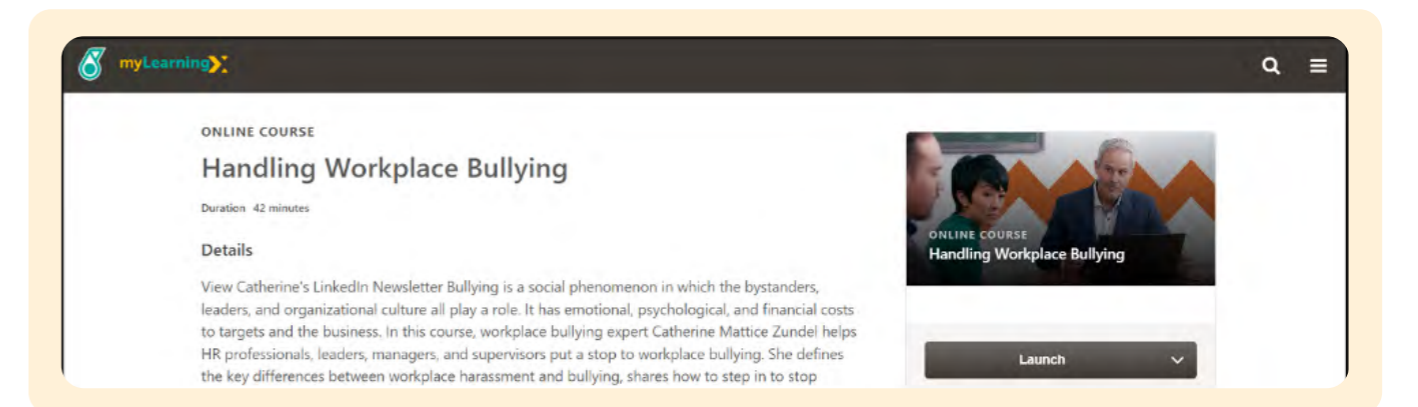 myLearningX
ONLINE COURSE
Handling Workplace Bullying
Duration 42 minutes
Details
View Catherine's LinkedIn Newsletter Bullying is a social phenomenon in which the bystanders,
leaders, and organizational culture all play a role. It has emotional, psychological, and financial costs
to targets and the business. In this course, workplace bullying expert Catherine Mattice Zundel helps
HR professionals, leaders, managers, and supervisors put a stop to workplace bullying. She defines
the key differences between workplace harassment and bullying, shares how to step in to stop
ONLINE COURSE
Handling Workplace Bullying
Launch